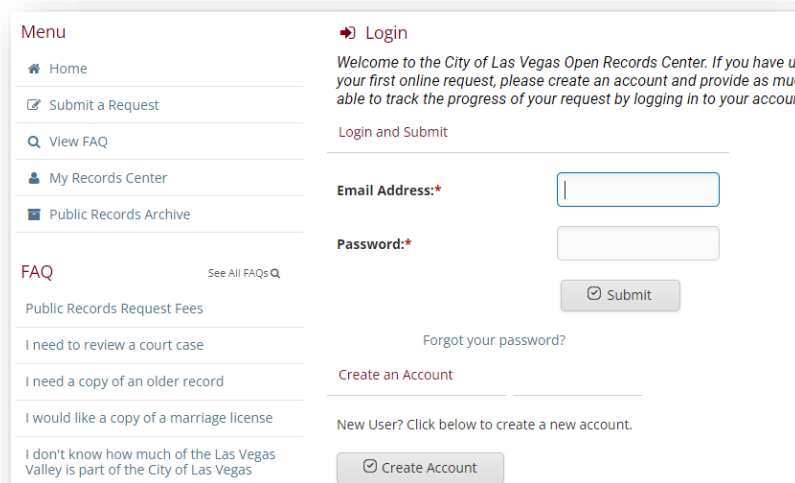 Menu
Home
Submit a Request
View FAQ
My Records Center
Public Records Archive
FAQ
See All FAQs
Public Records Request Fees
I need to review a court case
I need a copy of an older record
I would like a copy of a marriage license
I don't know how much of the Las Vegas
Valley is part of the City of Las Vegas
Login
Welcome to the City of Las Vegas Open Records Center. If you have
your first online request, please create an account and provide as
able to track the progress of your request by logging in to your
Login and Submit
Email Address:*
Password:*
Submit
Forgot your password?
Create an Account
New User? Click below to create a new account.
Create Account